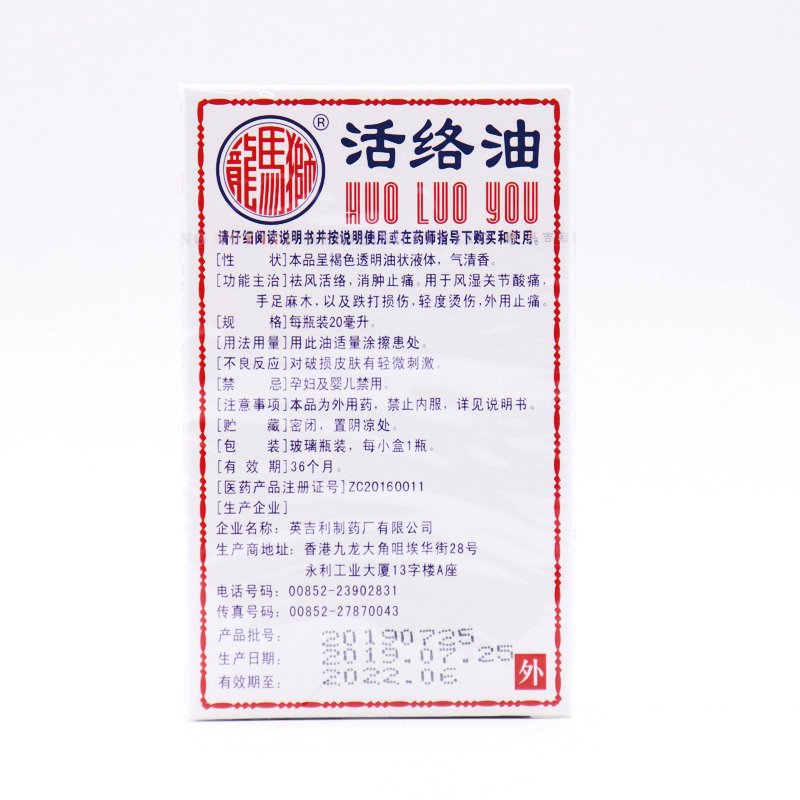 龍馬獅
®
活络油
HUO LUO YOU
请仔细阅读说明书并按说明使用或在药师指导下购买和使用。
[性 状]本品呈褐色透明油状液体，气清香。
[功能主治]祛风活络，消肿止痛。用于风湿关节酸痛，
手足麻木，以及跌打损伤，轻度烫伤，外用止痛。
[规 格]每瓶装20毫升。
[用法用量]用此油适量涂擦患处。
[不良反应]对破损皮肤有轻微刺激。
[禁 忌]孕妇及婴儿禁用。
[注意事项]本品为外用药，禁止内服，详见说明书。
[贮 藏]密闭，置阴凉处。
[包 装]玻璃瓶装，每小盒1瓶。
[有 效 期]36个月。
[医药产品注册证号]ZC20160011
[生产企业]
企业名称：英吉利制药厂有限公司
生产商地址：香港九龙大角咀埃华街28号
永利工业大厦13字楼A座
电话号码：00852-23902831
传真号码：00852-27870043
产品批号：20190725
生产日期：2019.07.25
有效期至：2022.06
外